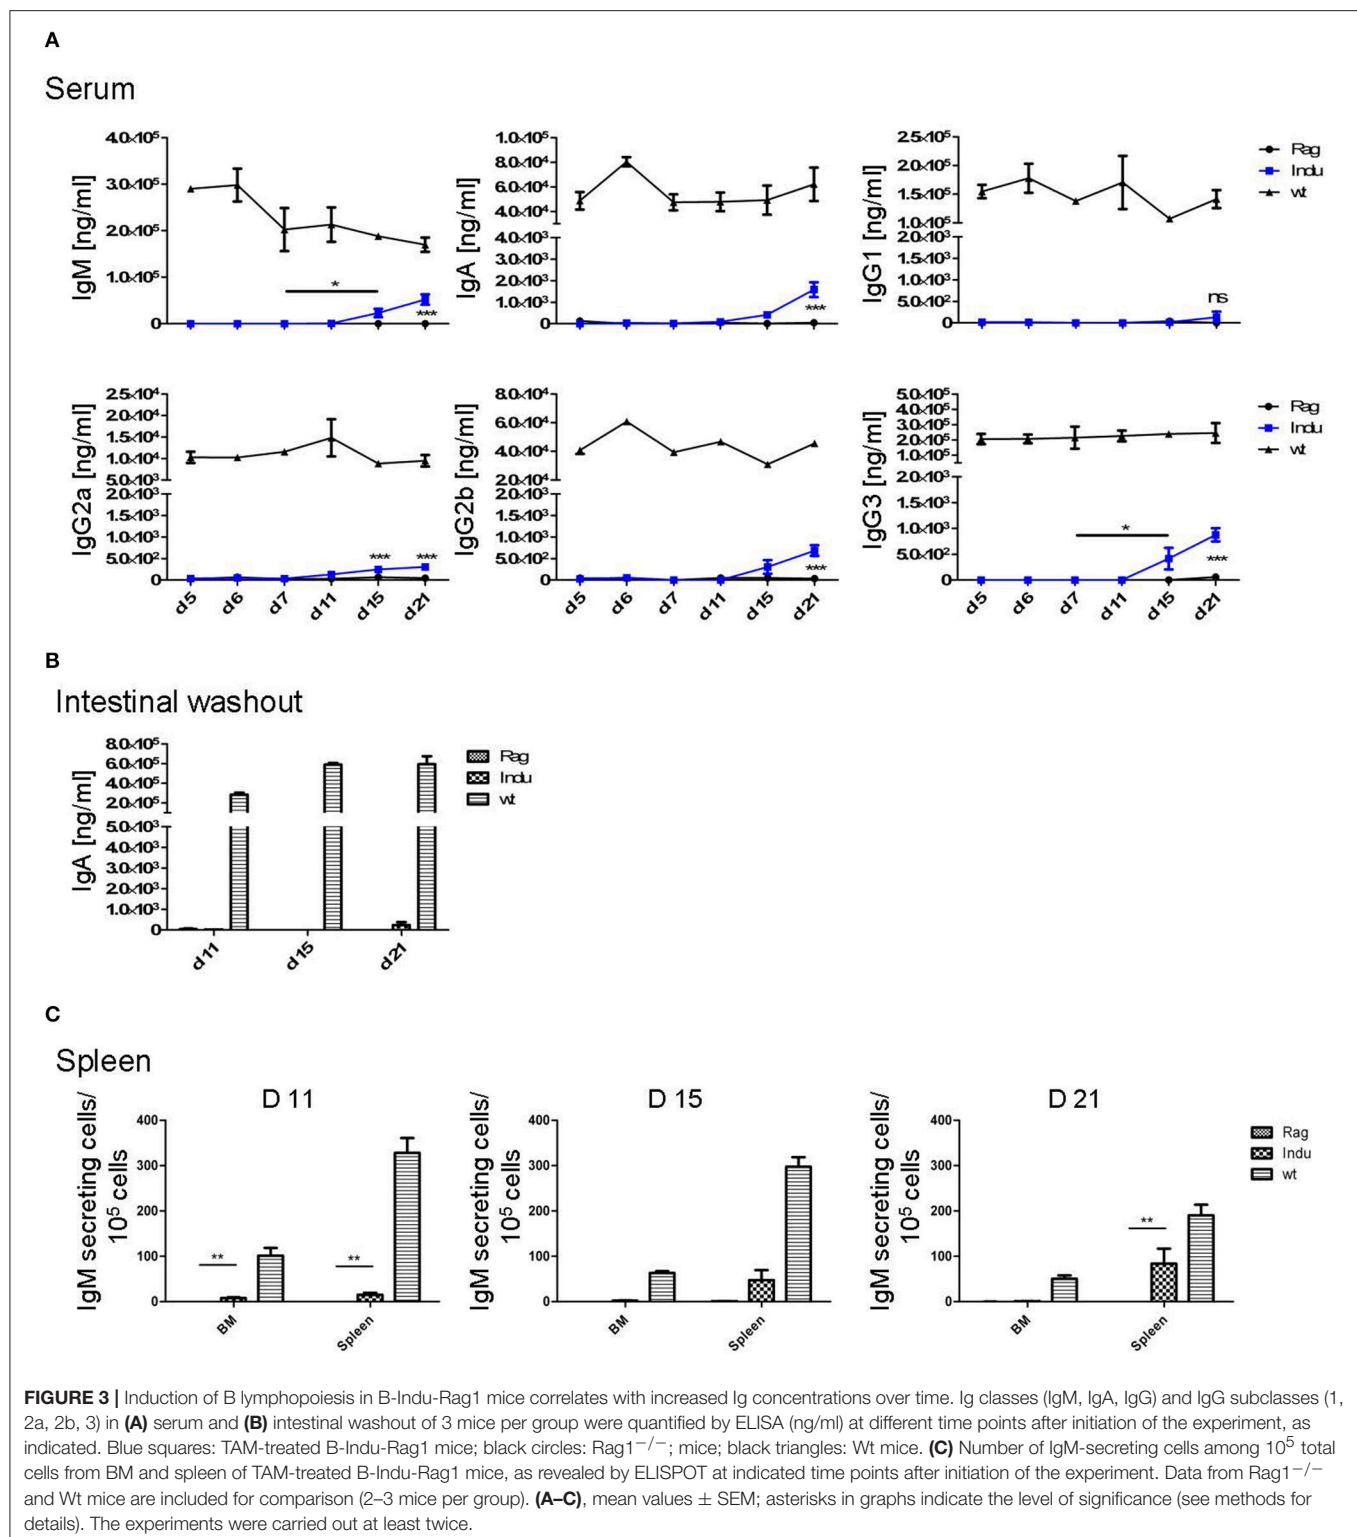 A
Serum
IgM [ng/ml]
4.0×10⁵
3.0×10⁵
2.0×10⁵
1.0×10⁵
0
*
***
IgA [ng/ml]
1.0×10⁵
8.0×10⁴
6.0×10⁴
4.0×10⁴
4.0×10³
3.0×10³
2.0×10³
1.0×10³
0
***
IgG1 [ng/ml]
2.5×10⁵
2.0×10⁵
1.5×10⁵
1.0×10⁵
2.0×10³
1.5×10³
1.0×10³
5.0×10²
0
ns
Rag
Indu
wt
IgG2a [ng/ml]
2.5×10⁴
2.0×10⁴
1.5×10⁴
1.0×10⁴
5.0×10³
2.0×10³
1.5×10³
1.0×10³
5.0×10²
0
*** ***
d5 d6 d7 d11 d15 d21
IgG2b [ng/ml]
8.0×10⁴
6.0×10⁴
4.0×10⁴
2.0×10⁴
2.0×10³
1.5×10³
1.0×10³
5.0×10²
0
***
d5 d6 d7 d11 d15 d21
IgG3 [ng/ml]
5.0×10⁵
4.0×10⁵
3.0×10⁵
2.0×10⁵
1.0×10⁵
2.0×10³
1.5×10³
1.0×10³
5.0×10²
0
*
***
d5 d6 d7 d11 d15 d21
Rag
Indu
wt
B
Intestinal washout
IgA [ng/ml]
8.0×10⁵
6.0×10⁵
4.0×10⁵
2.0×10⁵
5.0×10³
4.0×10³
3.0×10³
2.0×10³
1.0×10³
0
d11 d15 d21
Rag
Indu
wt
C
Spleen
D 11
IgM secreting cells/
10⁵ cells
400
300
200
100
0
** **
BM Spleen
D 15
IgM secreting cells/
10⁵ cells
400
300
200
100
0
BM Spleen
D 21
IgM secreting cells/
10⁵ cells
400
300
200
100
0
**
BM Spleen
Rag
Indu
wt
FIGURE 3 | Induction of B lymphopoiesis in B-Indu-Rag1 mice correlates with increased Ig concentrations over time. Ig classes (IgM, IgA, IgG) and IgG subclasses (1,
2a, 2b, 3) in (A) serum and (B) intestinal washout of 3 mice per group were quantified by ELISA (ng/ml) at different time points after initiation of the experiment, as
indicated. Blue squares: TAM-treated B-Indu-Rag1 mice; black circles: Rag1⁻/⁻; mice; black triangles: Wt mice. (C) Number of IgM-secreting cells among 10⁵ total
cells from BM and spleen of TAM-treated B-Indu-Rag1 mice, as revealed by ELISPOT at indicated time points after initiation of the experiment. Data from Rag1⁻/⁻
and Wt mice are included for comparison (2–3 mice per group). (A–C), mean values ± SEM; asterisks in graphs indicate the level of significance (see methods for
details). The experiments were carried out at least twice.